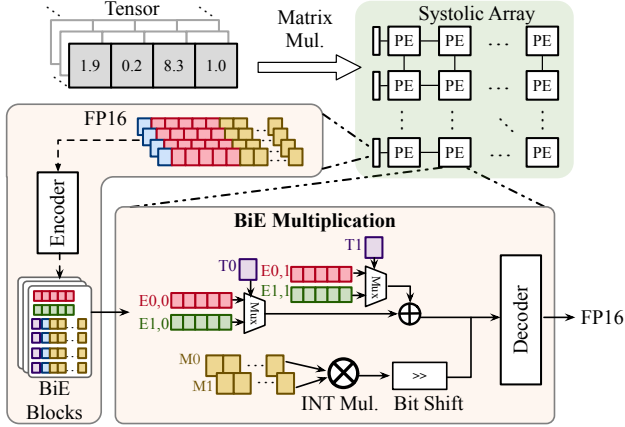 Tensor
1.9 0.2 8.3 1.0
Matrix
Mul.
Systolic Array
PE PE ... PE
PE PE ... PE
PE PE ... PE
FP16
Encoder
BiE
Blocks
BiE Multiplication
T0
T1
E0,1
E1,1
Mux
E0,0
E1,0
Mux
M0
M1
INT Mul.
>>
Bit Shift
Decoder
FP16